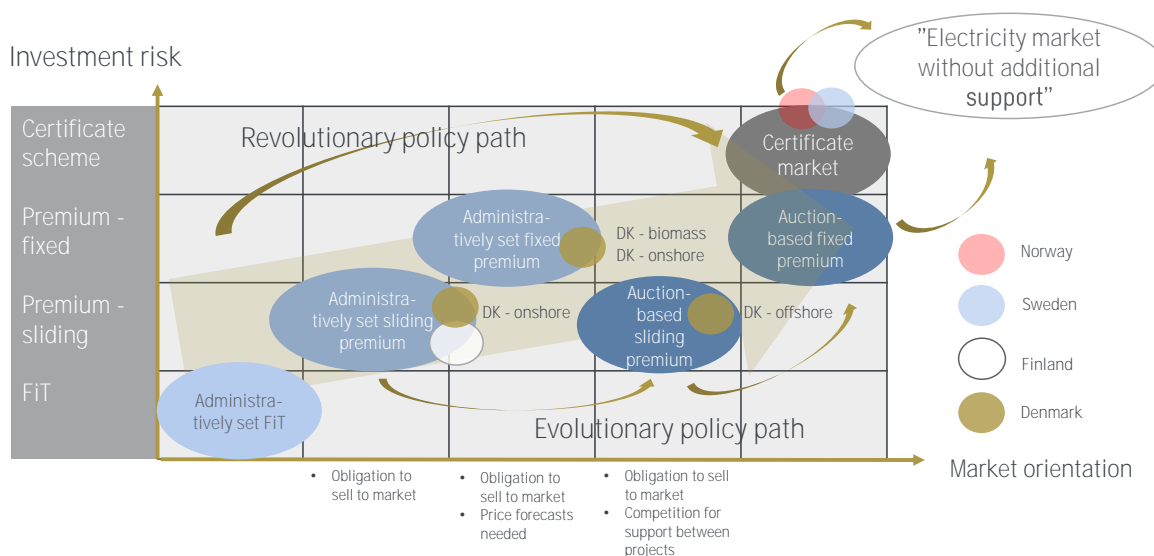 Investment risk
"Electricity market
without additional
support"
Certificate
scheme
Revolutionary policy path
Certificate
market
Premium -
fixed
Administra-
tively set fixed
premium
DK - biomass
DK - onshore
Auction-
based fixed
premium
Norway
Premium -
sliding
Administra-
tively set sliding
premium
DK - onshore
Auction-
based
sliding
premium
DK - offshore
Sweden
Finland
FiT
Administra-
tively set FiT
Evolutionary policy path
Denmark
Market orientation
• Obligation to
sell to market
• Obligation to
sell to market
• Price forecasts
needed
• Obligation to sell
to market
• Competition for
support between
projects